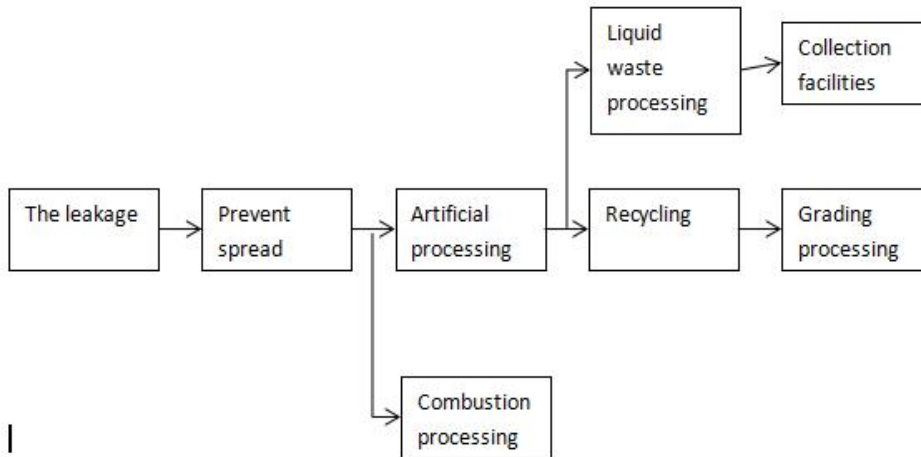 Liquid
waste
processing
Collection
facilities
The leakage
Prevent
spread
Artificial
processing
Recycling
Grading
processing
Combustion
processing